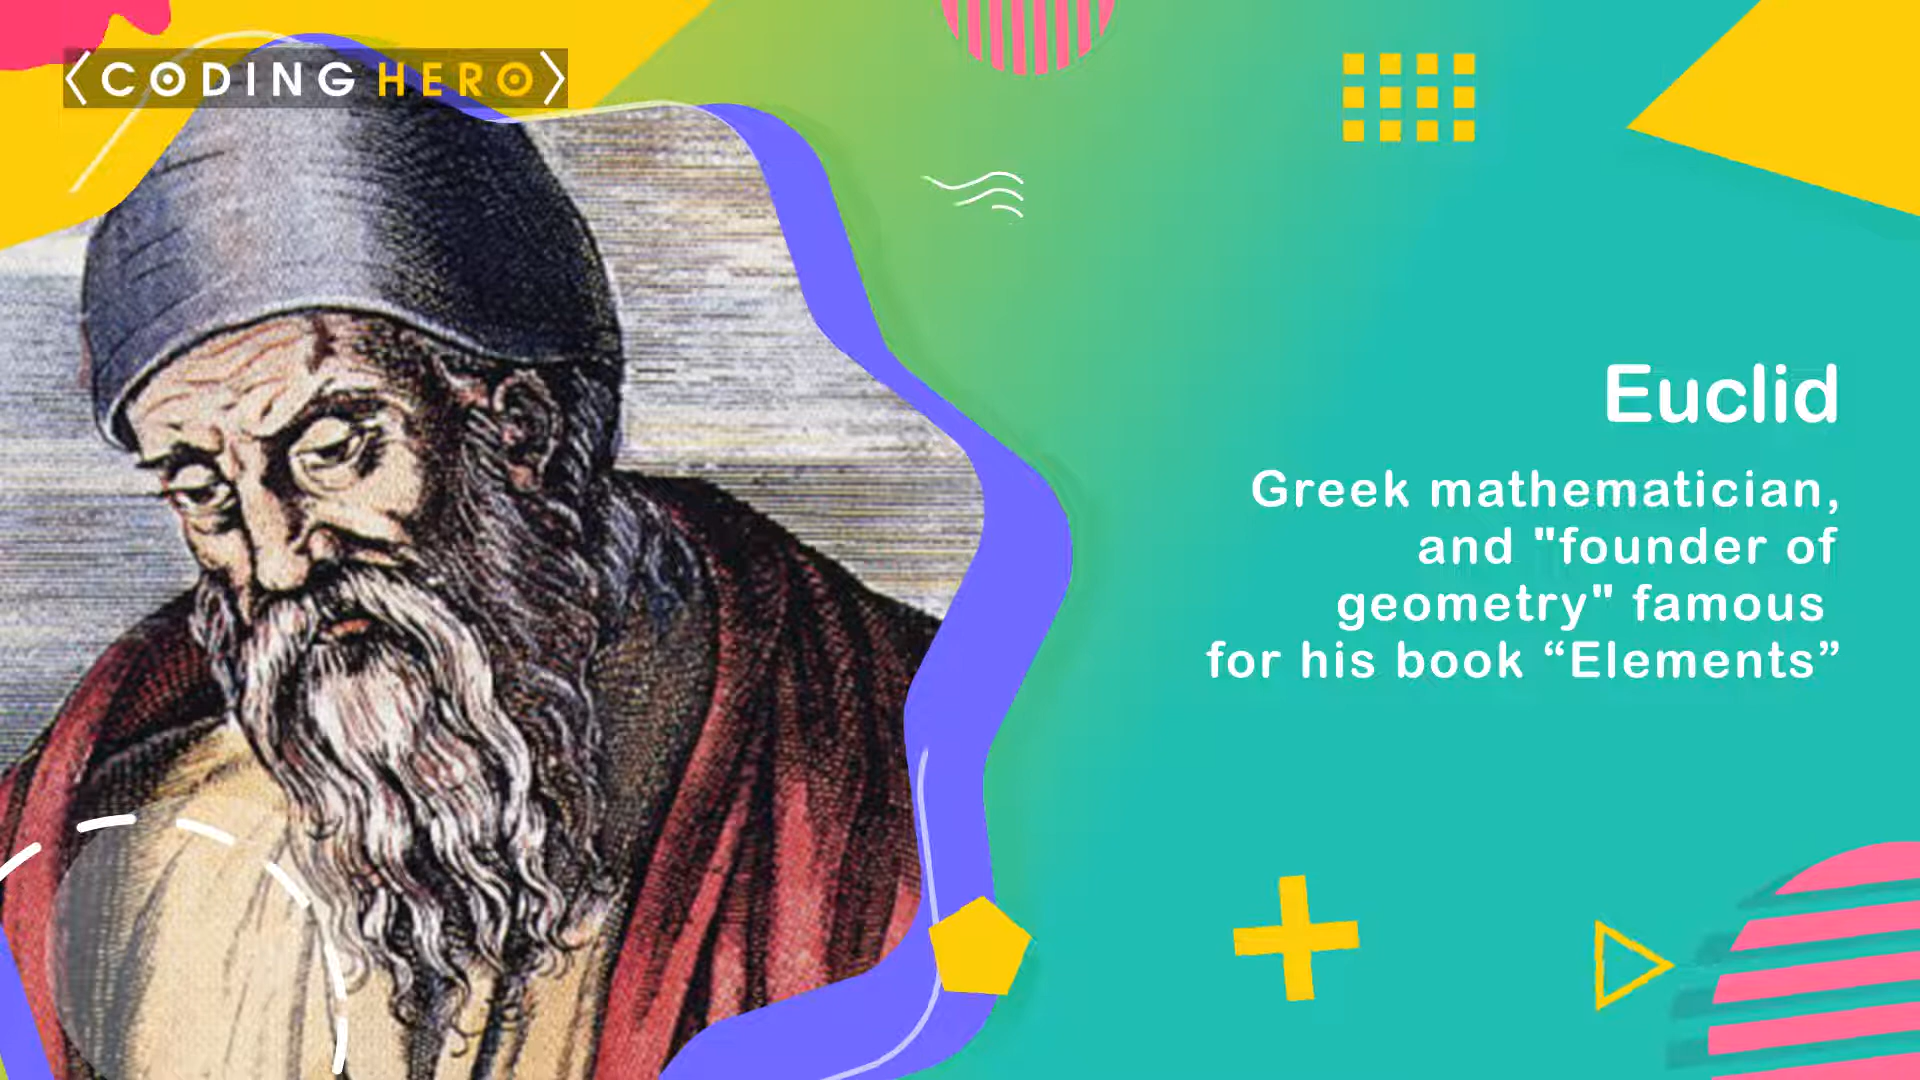 CODING HERO
Euclid
Greek mathematician,
and "founder of
geometry" famous
for his book “Elements”